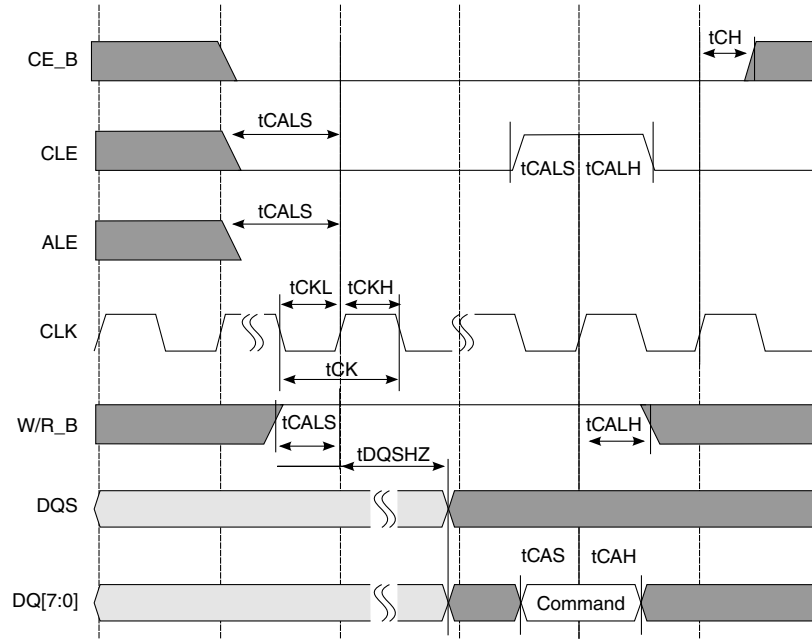 CE_B
tCH
tCALS
CLE
tCALS tCALH
tCALS
ALE
tCKL tCKH
CLK
tCK
W/R_B
tCALS
tCALH
tDQSHZ
DQS
tCAS tCAH
DQ[7:0]
Command